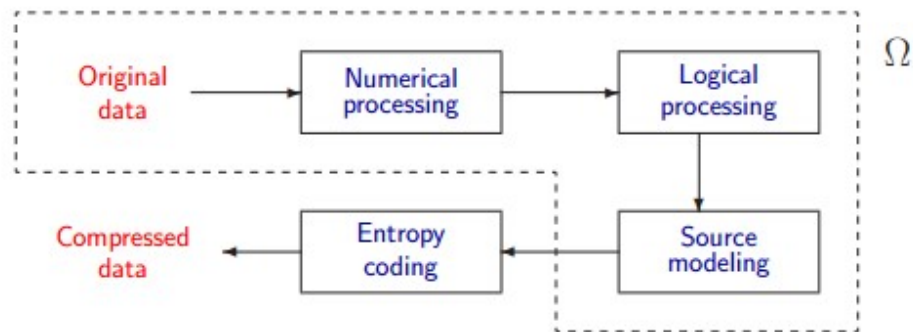 Original
data
Numerical
processing
Logical
processing
Ω
Compressed
data
Entropy
coding
Source
modeling